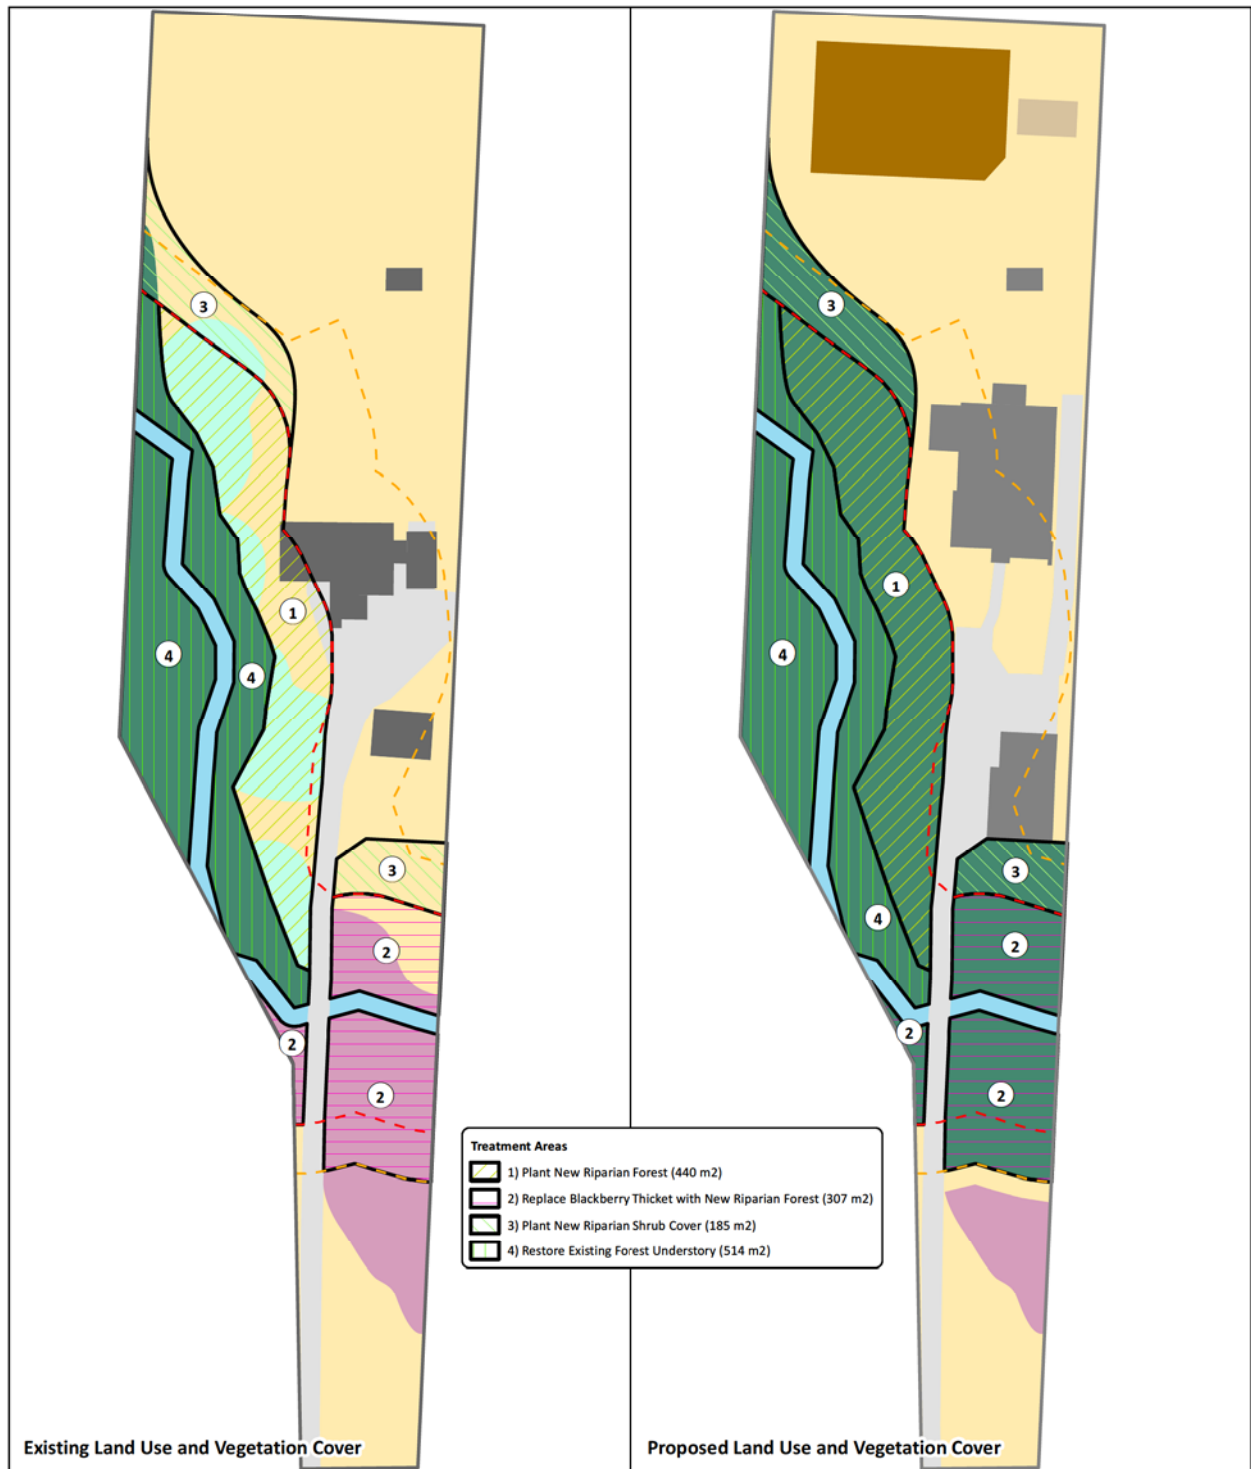 3
3
1
1
4
4
4
3
3
2
2
4
2
2
2
2
Treatment Areas
1) Plant New Riparian Forest (440 m2)
2) Replace Blackberry Thicket with New Riparian Forest (307 m2)
3) Plant New Riparian Shrub Cover (185 m2)
4) Restore Existing Forest Understory (514 m2)
Existing Land Use and Vegetation Cover
Proposed Land Use and Vegetation Cover